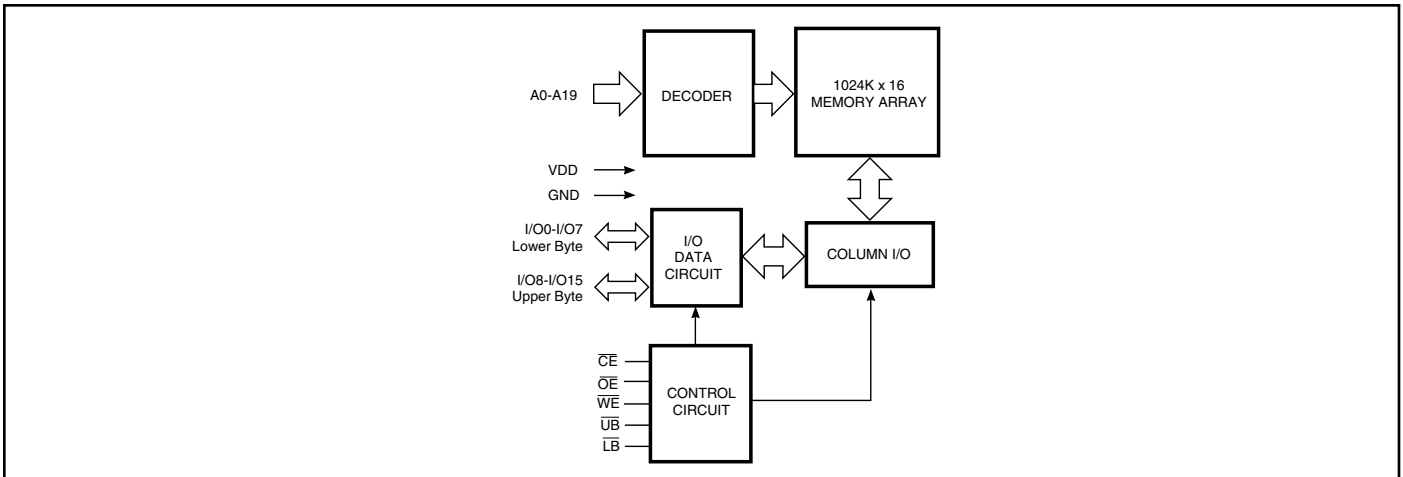 A0-A19
DECODER
1024K x 16
MEMORY ARRAY
VDD
GND
I/O0-I/O7
Lower Byte
I/O8-I/O15
Upper Byte
I/O
DATA
CIRCUIT
COLUMN I/O
CE
OE
WE
UB
LB
CONTROL
CIRCUIT